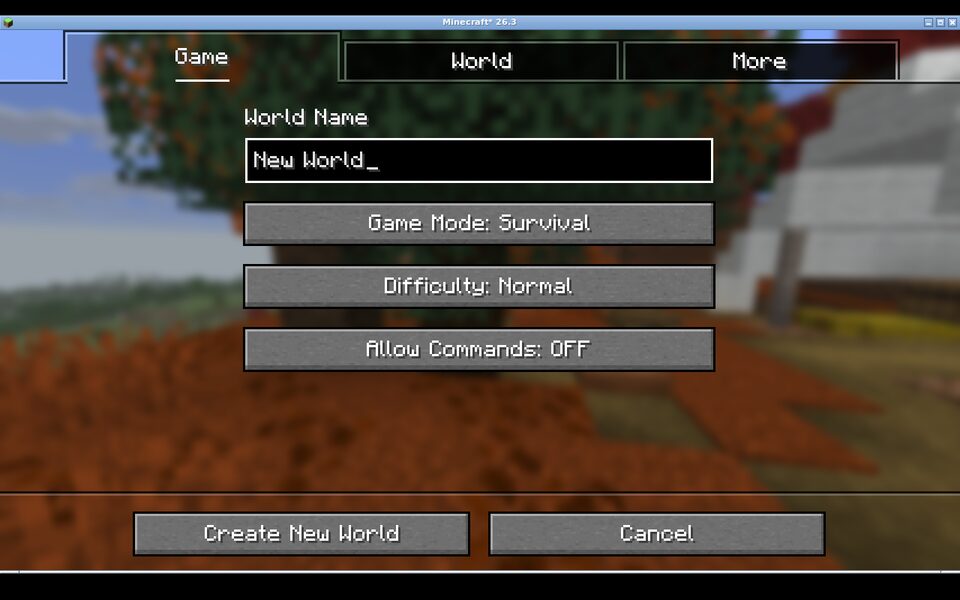 Minecraft* 26.3
Game
World
More
World Name
New World_
Game Mode: Survival
Difficulty: Normal
Allow Commands: OFF
Create New World
Cancel